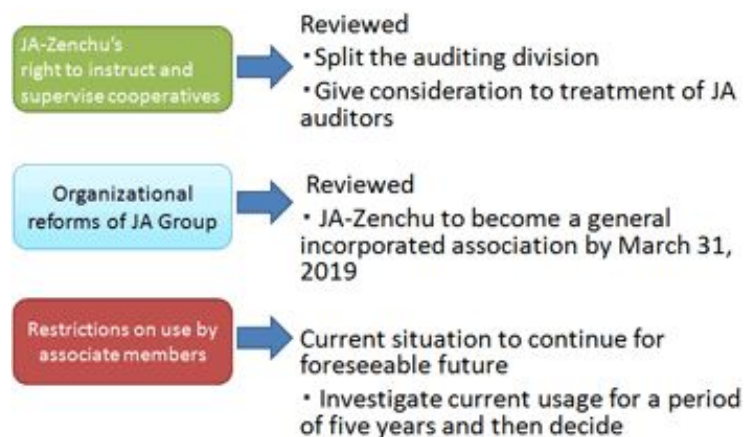 JA-Zenchu's
right to instruct and
supervise cooperatives
Reviewed
・Split the auditing division
・Give consideration to treatment of JA
auditors
Organizational
reforms of JA Group
Reviewed
・JA-Zenchu to become a general
incorporated association by March 31,
2019
Restrictions on use by
associate members
Current situation to continue for
foreseeable future
・Investigate current usage for a period
of five years and then decide